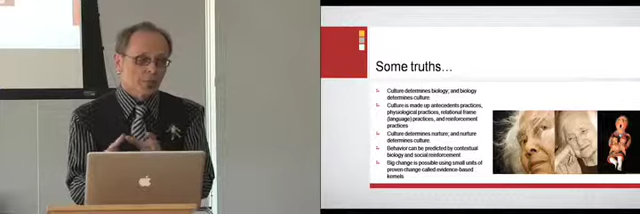 Some truths…
Culture determines biology; and biology
determines culture.
Culture is made up antecedents practices,
physiological practices, relational frame
(language) practices, and reinforcement
practices
Culture determines nurture; and nurture
determines culture
Behavior can be predicted by contextual
biology and social reinforcement
Big change is possible using small units of
proven change called evidence-based
kernels